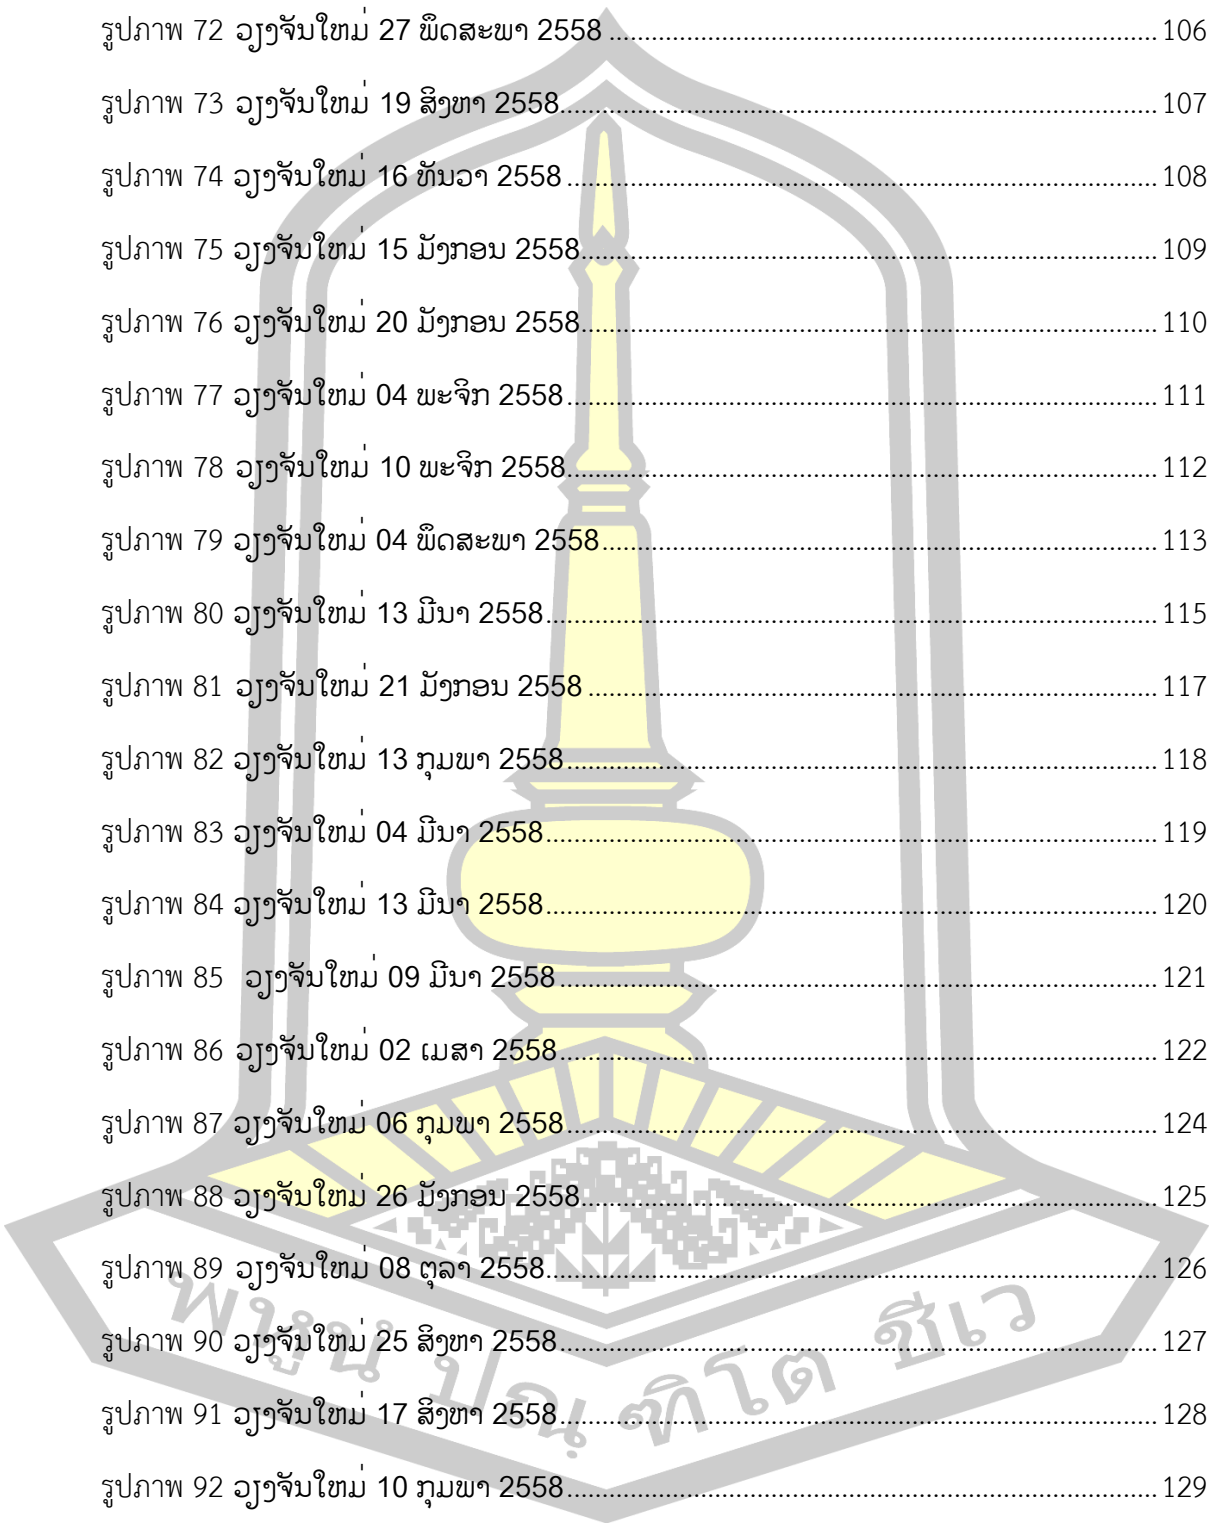 รูปภาพ 72 ວຽງຈັນໃຫມ່ 27 ພຶດສະພາ 2558 ........................ 106
รูปภาพ 73 ວຽງຈັນໃຫມ່ 19 ສິງຫາ 2558........................ 107
รูปภาพ 74 ວຽງຈັນໃຫມ່ 16 ທັນວາ 2558 ........................ 108
รูปภาพ 75 ວຽງຈັນໃຫມ່ 15 ມັງກອນ 2558........................ 109
รูปภาพ 76 ວຽງຈັນໃຫມ່ 20 ມັງກອນ 2558........................ 110
รูปภาพ 77 ວຽງຈັນໃຫມ່ 04 ພະຈິກ 2558........................ 111
รูปภาพ 78 ວຽງຈັນໃຫມ່ 10 ພະຈິກ 2558........................ 112
รูปภาพ 79 ວຽງຈັນໃຫມ່ 04 ພຶດສະພາ 2558........................ 113
รูปภาพ 80 ວຽງຈັນໃຫມ່ 13 ມີນາ 2558........................ 115
รูปภาพ 81 ວຽງຈັນໃຫມ່ 21 ມັງກອນ 2558 ........................ 117
รูปภาพ 82 ວຽງຈັນໃຫມ່ 13 ກຸມພາ 2558........................ 118
รูปภาพ 83 ວຽງຈັນໃຫມ່ 04 ມີນາ 2558........................ 119
รูปภาพ 84 ວຽງຈັນໃຫມ່ 13 ມີນາ 2558........................ 120
รูปภาพ 85 ວຽງຈັນໃຫມ່ 09 ມີນາ 2558........................ 121
รูปภาพ 86 ວຽງຈັນໃຫມ່ 02 ເມສາ 2558........................ 122
รูปภาพ 87 ວຽງຈັນໃຫມ່ 06 ກຸມພາ 2558........................ 124
รูปภาพ 88 ວຽງຈັນໃຫມ່ 26 ມັງກອນ 2558........................ 125
รูปภาพ 89 ວຽງຈັນໃຫມ່ 08 ຕຸລາ 2558........................ 126
รูปภาพ 90 ວຽງຈັນໃຫມ່ 25 ສິງຫາ 2558........................ 127
รูปภาพ 91 ວຽງຈັນໃຫມ່ 17 ສິງຫາ 2558........................ 128
รูปภาพ 92 ວຽງຈັນໃຫມ່ 10 ກຸມພາ 2558........................ 129
พหูนํ ปณฺฑิโต ชีเว